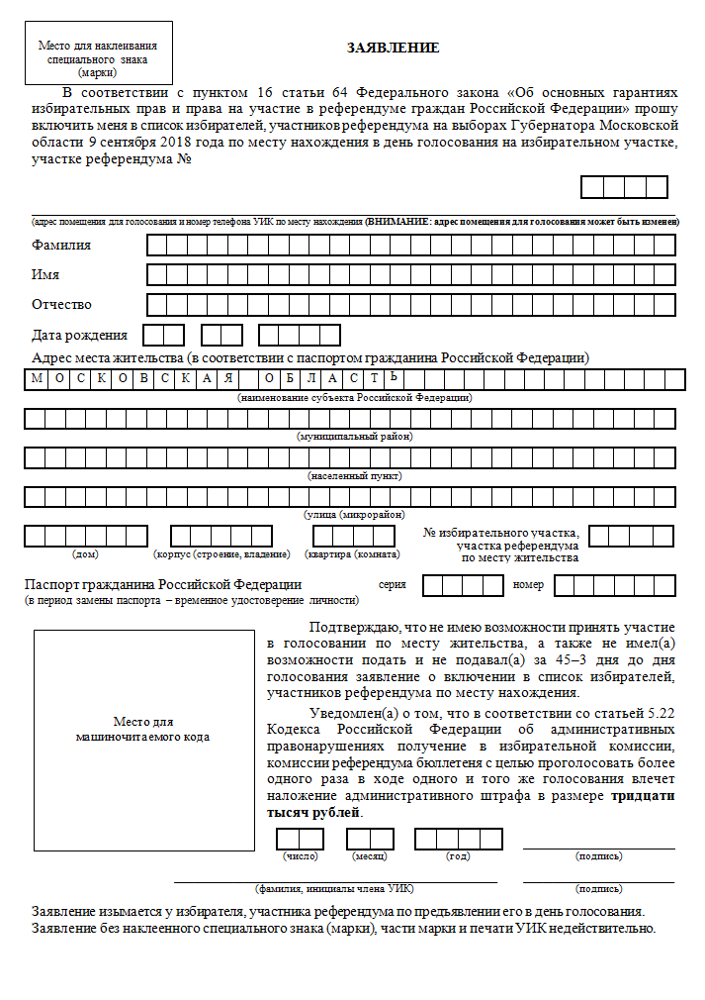 Место для наклеивания
специального знака
(марки)
ЗАЯВЛЕНИЕ
В соответствии с пунктом 16 статьи 64 Федерального закона «Об основных гарантиях
избирательных прав и права на участие в референдуме граждан Российской Федерации» прошу
включить меня в список избирателей, участников референдума на выборах Губернатора Московской
области 9 сентября 2018 года по месту нахождения в день голосования на избирательном участке,
участке референдума №
(адрес помещения для голосования и номер телефона УИК по месту нахождения (ВНИМАНИЕ: адрес помещения для голосования может быть изменен)
Фамилия
Имя
Отчество
Дата рождения
Адрес места жительства (в соответствии с паспортом гражданина Российской Федерации)
МОСКОВСКАЯ ОБЛАСТЬ
(наименование субъекта Российской Федерации)
(муниципальный район)
(населенный пункт)
(улица (микрорайон)
(дом) (корпус (строение, владение) (квартира (комната)
№ избирательного участка,
участка референдума
по месту жительства
Паспорт гражданина Российской Федерации серия номер
(в период замены паспорта – временное удостоверение личности)
Место для
машиночитаемого кода
Подтверждаю, что не имею возможности принять участие
в голосовании по месту жительства, а также не имел(а)
возможности подать и не подавал(а) за 45–3 дня до дня
голосования заявление о включении в список избирателей,
участников референдума по месту нахождения.
Уведомлен(а) о том, что в соответствии со статьей 5.22
Кодекса Российской Федерации об административных
правонарушениях получение в избирательной комиссии,
комиссии референдума бюллетеня с целью проголосовать более
одного раза в ходе одного и того же голосования влечет
наложение административного штрафа в размере тридцати
тысяч рублей.
(число) (месяц) (год) (подпись)
(фамилия, инициалы члена УИК) (подпись)
Заявление изымается у избирателя, участника референдума по предъявлении его в день голосования.
Заявление без наклеенного специального знака (марки), части марки и печати УИК недействительно.